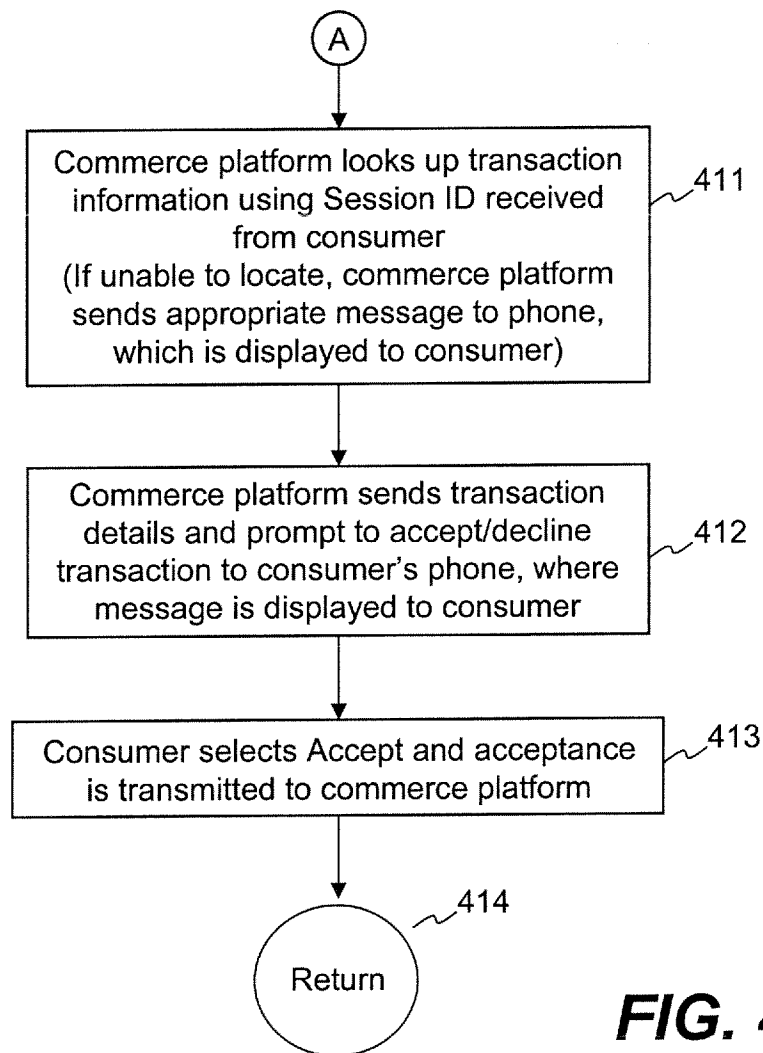 A
Commerce platform looks up transaction
information using Session ID received
from consumer
(If unable to locate, commerce platform
sends appropriate message to phone,
which is displayed to consumer)
411
Commerce platform sends transaction
details and prompt to accept/decline
transaction to consumer’s phone, where
message is displayed to consumer
412
Consumer selects Accept and acceptance
is transmitted to commerce platform
413
414
Return
FIG. 4